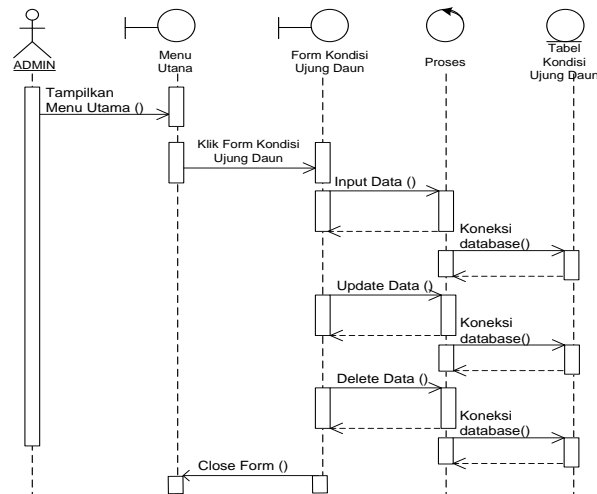 ADMIN
Menu
Utana
Form Kondisi
Ujung Daun
Proses
Tabel
Kondisi
Ujung Daun
Tampilkan
Menu Utama ()
Klik Form Kondisi
Ujung Daun
Input Data ()
Koneksi
database()
Update Data ()
Koneksi
database()
Delete Data ()
Koneksi
database()
Close Form ()